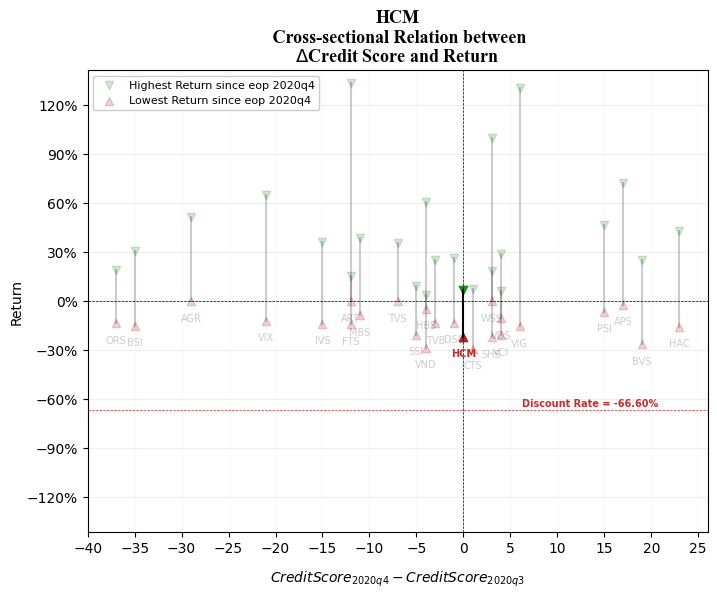 HCM
Cross-sectional Relation between
ΔCredit Score and Return
Highest Return since eop 2020q4
Lowest Return since eop 2020q4
Return
120%
90%
60%
30%
0%
−30%
−60%
−90%
−120%
AGR
ORS
BSI
VIX
IVS
ART
FTS
MBS
TVS
SSI
HBS
VND
TVB
HCM
CTS
WSS
SHS
VCI
VIG
PSI
APS
BVS
HAC
Discount Rate = -66.60%
−40
−35
−30
−25
−20
−15
−10
−5
0
5
10
15
20
25
CreditScore2020q4 − CreditScore2020q3